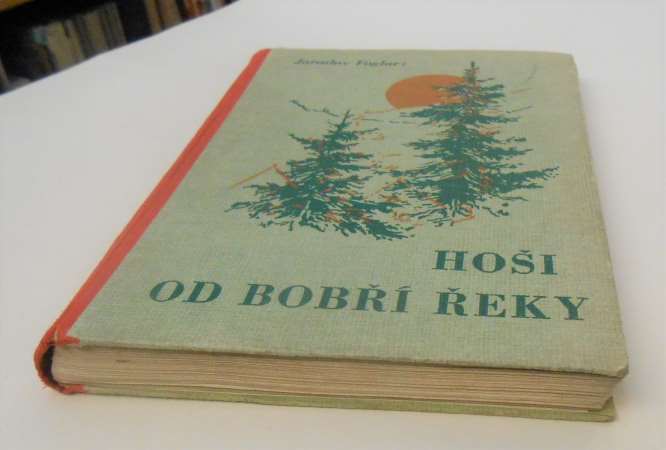 Jaroslav Foglar:
HOŠI
OD BOBŘÍ ŘEKY